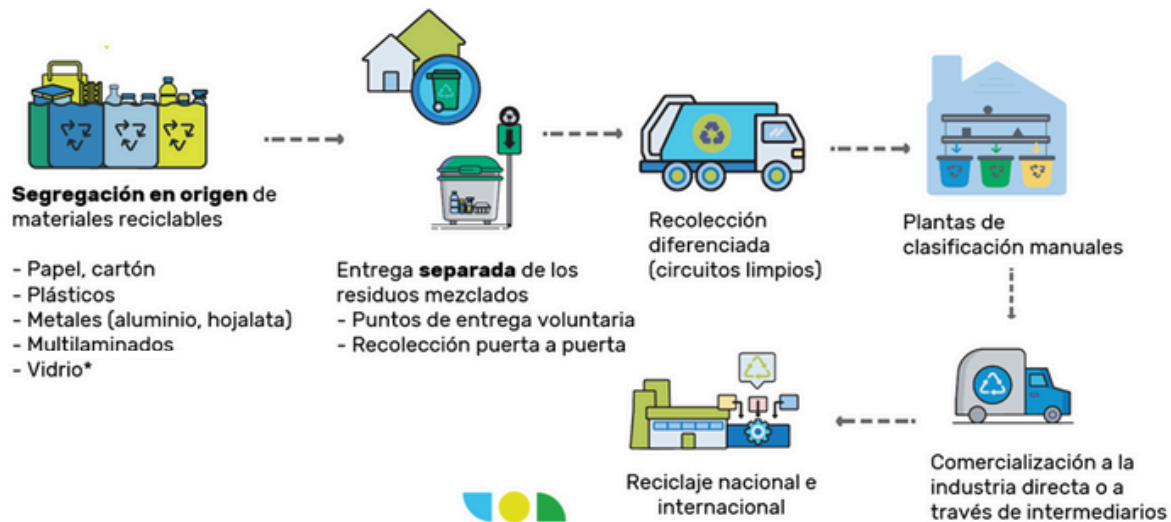 Segregación en origen de
materiales reciclables
- Papel, cartón
- Plásticos
- Metales (aluminio, hojalata)
- Multilaminados
- Vidrio*
Entrega separada de los
residuos mezclados
- Puntos de entrega voluntaria
- Recolección puerta a puerta
Recolección
diferenciada
(circuitos limpios)
Plantas de
clasificación manuales
Comercialización a la
industria directa o a
través de intermediarios
Reciclaje nacional e
internacional